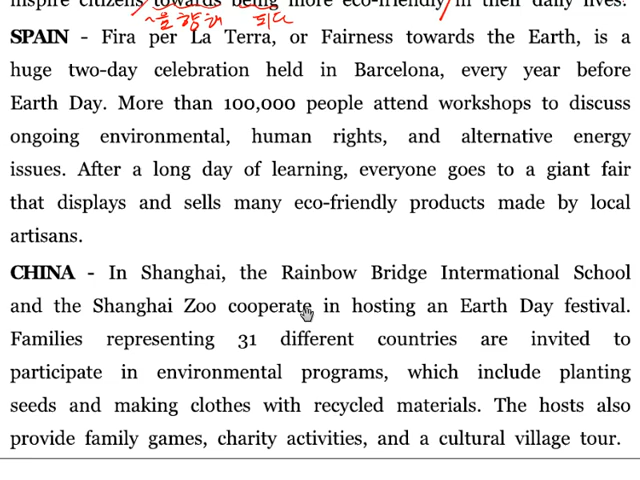 inspire citizens towards being more eco-friendly in their daily lives.
~을 향해 되다
SPAIN - Fira per La Terra, or Fairness towards the Earth, is a
huge two-day celebration held in Barcelona, every year before
Earth Day. More than 100,000 people attend workshops to discuss
ongoing environmental, human rights, and alternative energy
issues. After a long day of learning, everyone goes to a giant fair
that displays and sells many eco-friendly products made by local
artisans.
CHINA - In Shanghai, the Rainbow Bridge International School
and the Shanghai Zoo cooperate in hosting an Earth Day festival.
Families representing 31 different countries are invited to
participate in environmental programs, which include planting
seeds and making clothes with recycled materials. The hosts also
provide family games, charity activities, and a cultural village tour.